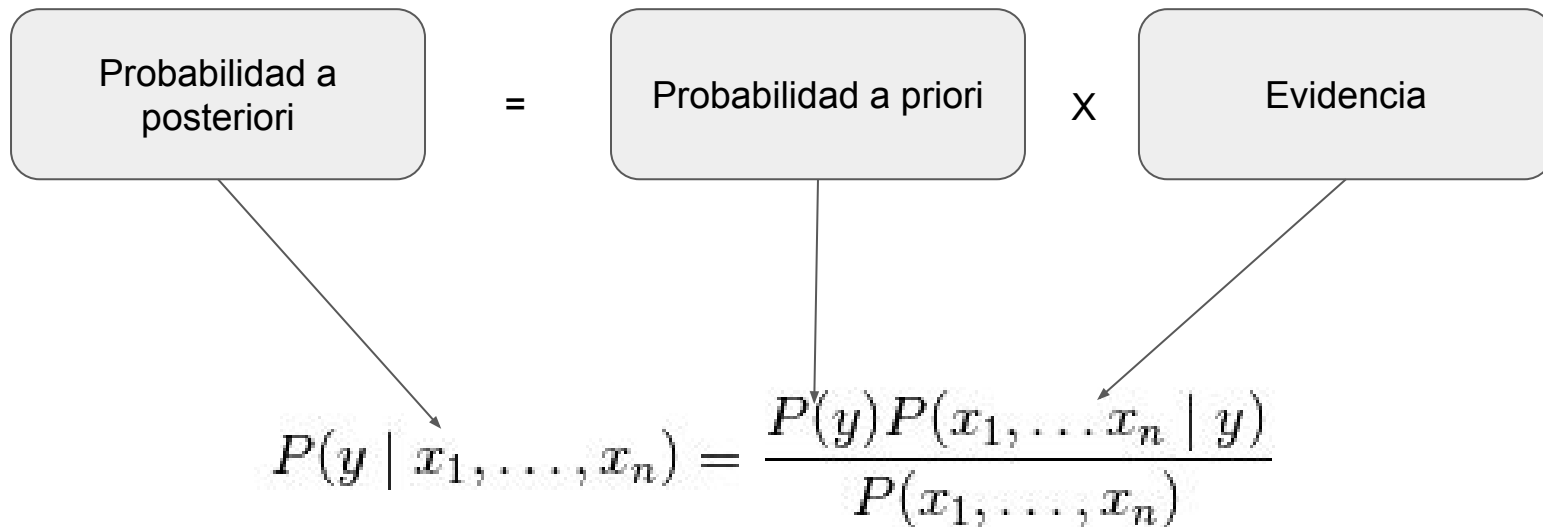 Probabilidad a
posteriori
=
Probabilidad a priori
X
Evidencia
P(y | x₁, . . . , xₙ) = P(y)P(x₁, . . . xₙ | y)
P(x₁, . . . , xₙ)